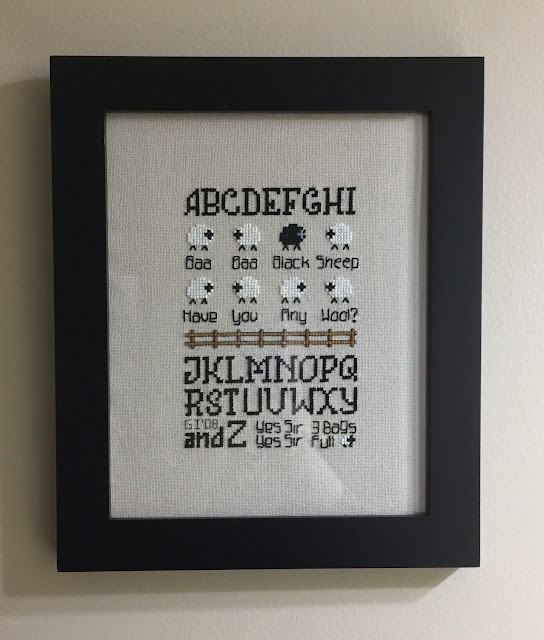 ABCDEFGHI
Baa Baa Black Sheep
Have You Any Wool?
JKLMNOPQ
RSTUVWXY
G I '08
and Z Yes Sir 3 Bags
Yes Sir Full